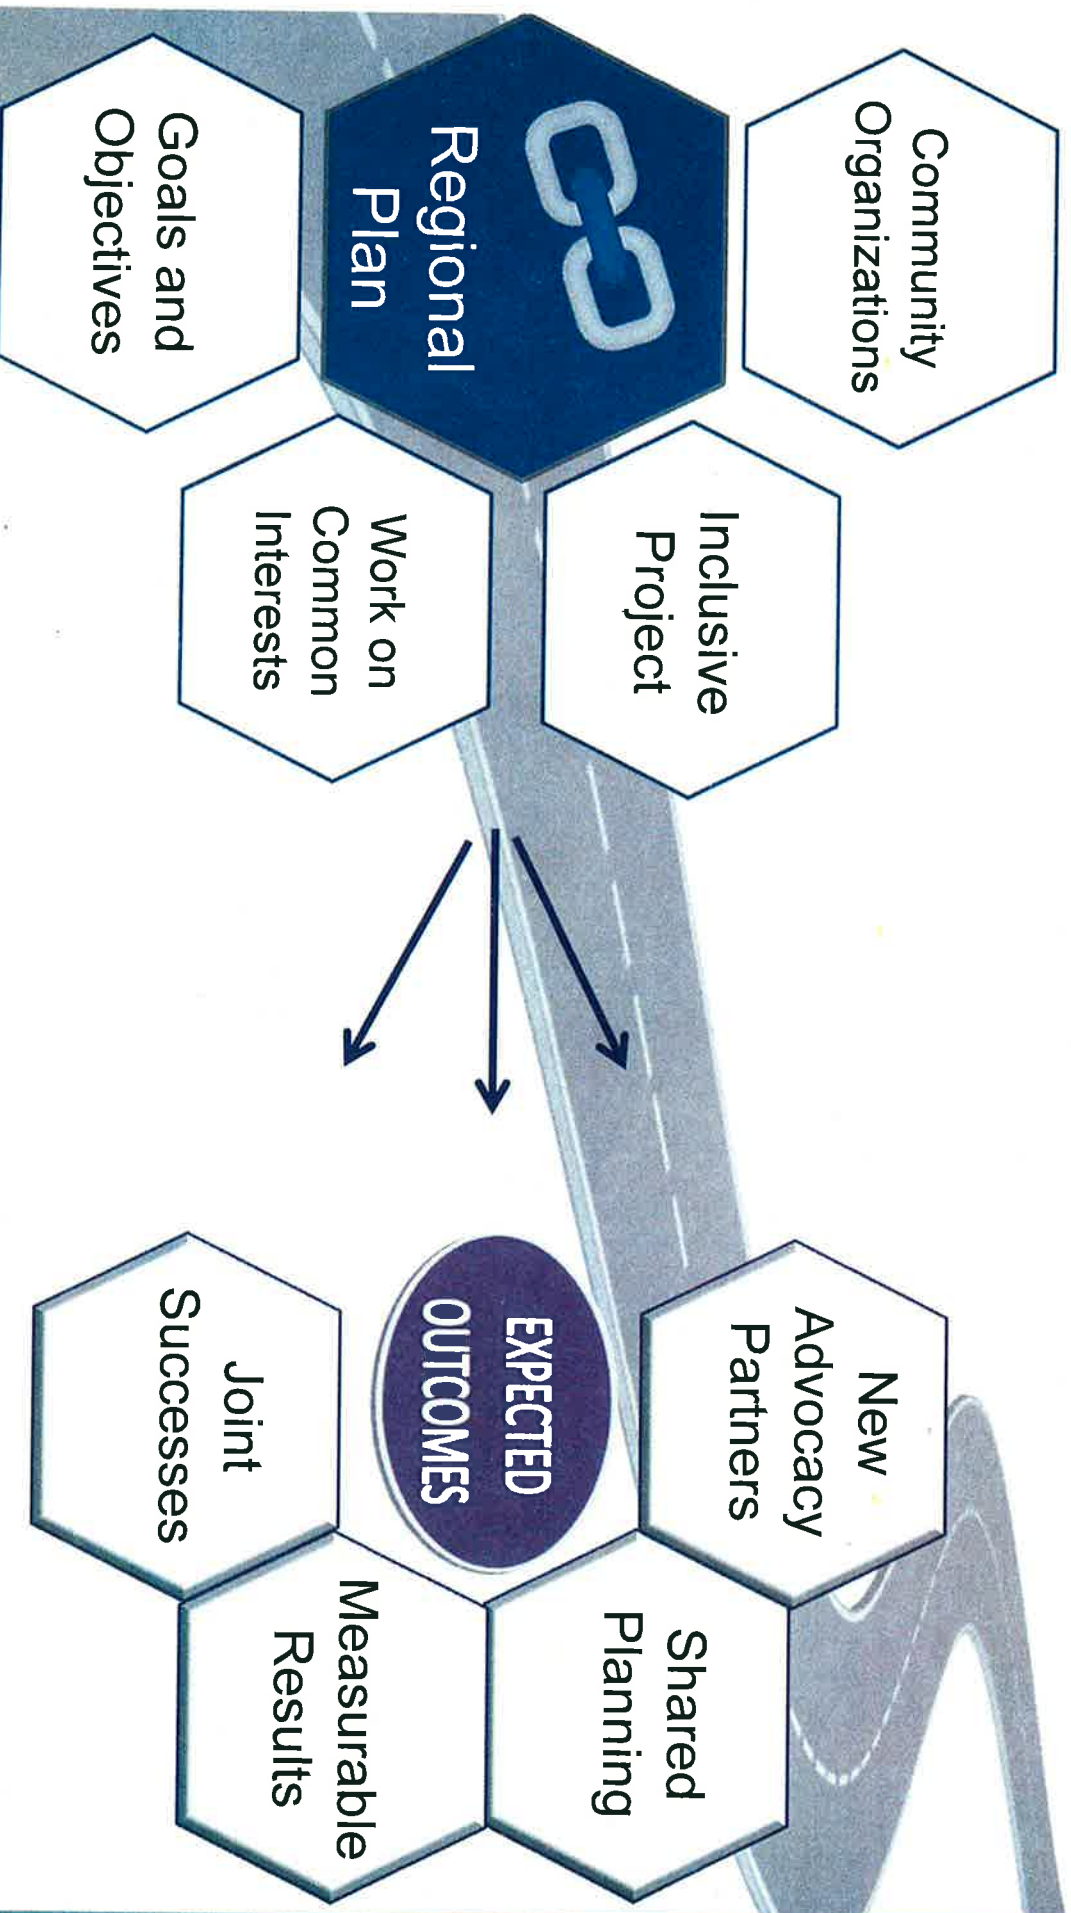 Community
Organizations
Inclusive
Project
Regional
Plan
Work on
Common
Interests
Goals and
Objectives
New
Advocacy
Partners
Shared
Planning
EXPECTED
OUTCOMES
Measurable
Results
Joint
Successes